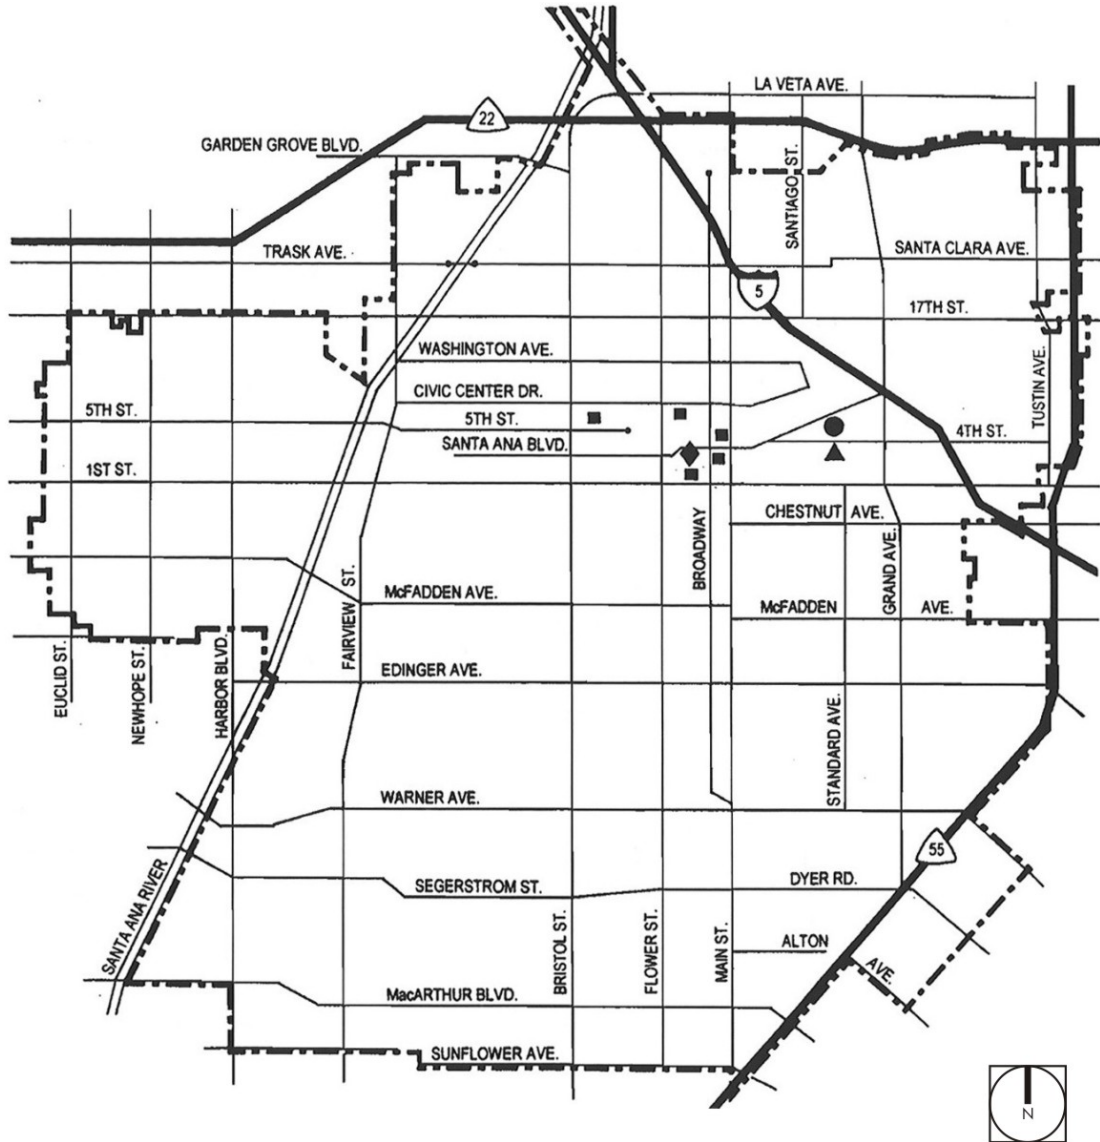 LA VETA AVE.
22
GARDEN GROVE BLVD.
SANTIAGO ST.
TRASK AVE.
SANTA CLARA AVE.
5
17TH ST.
WASHINGTON AVE.
TUSTIN AVE.
CIVIC CENTER DR.
5TH ST.
5TH ST.
4TH ST.
SANTA ANA BLVD.
1ST ST.
CHESTNUT AVE.
BROADWAY
GRAND AVE.
FAIRVIEW ST.
McFADDEN AVE.
McFADDEN AVE.
EUCLID ST.
NEWHOPE ST.
HARBOR BLVD.
EDINGER AVE.
STANDARD AVE.
WARNER AVE.
55
SANTA ANA RIVER
SEGERSTROM ST.
DYER RD.
BRISTOL ST.
FLOWER ST.
MAIN ST.
ALTON AVE.
MacARTHUR BLVD.
SUNFLOWER AVE.
N